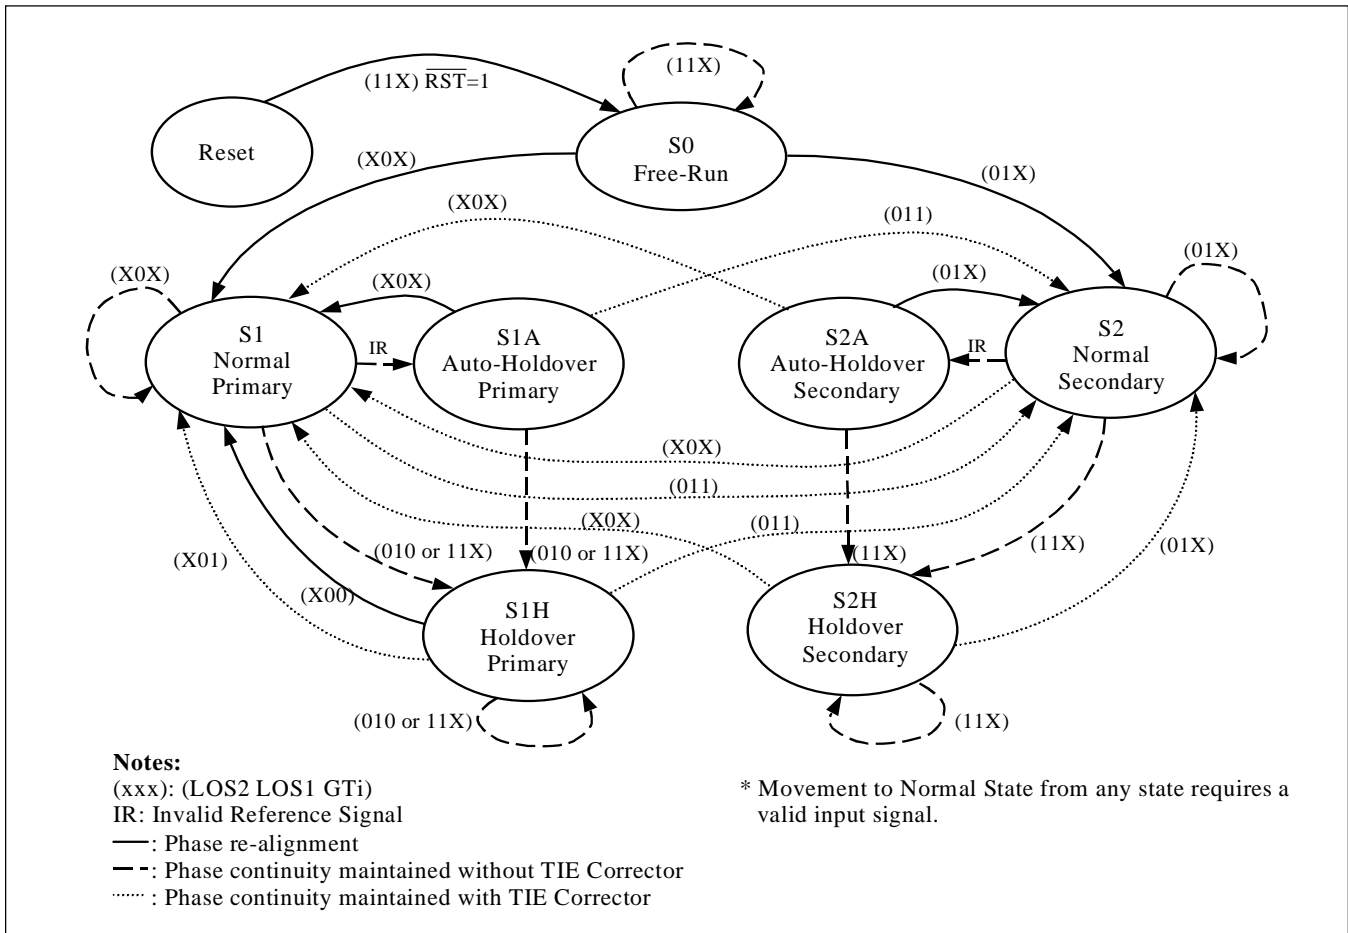 (11X) RST=1
(11X)
Reset
S0
Free-Run
(X0X)
(01X)
(X0X)
(011)
(X0X)
(X0X)
(01X)
(01X)
S1
Normal
Primary
IR
S1A
Auto-Holdover
Primary
S2A
Auto-Holdover
Secondary
IR
S2
Normal
Secondary
(X0X)
(011)
(X0X)
(011)
(X01)
(010 or 11X)
(010 or 11X)
(11X)
(11X)
(01X)
(X00)
S1H
Holdover
Primary
S2H
Holdover
Secondary
(010 or 11X)
(11X)
Notes:
(xxx): (LOS2 LOS1 GTi)
IR: Invalid Reference Signal
: Phase re-alignment
: Phase continuity maintained without TIE Corrector
: Phase continuity maintained with TIE Corrector
* Movement to Normal State from any state requires a
valid input signal.